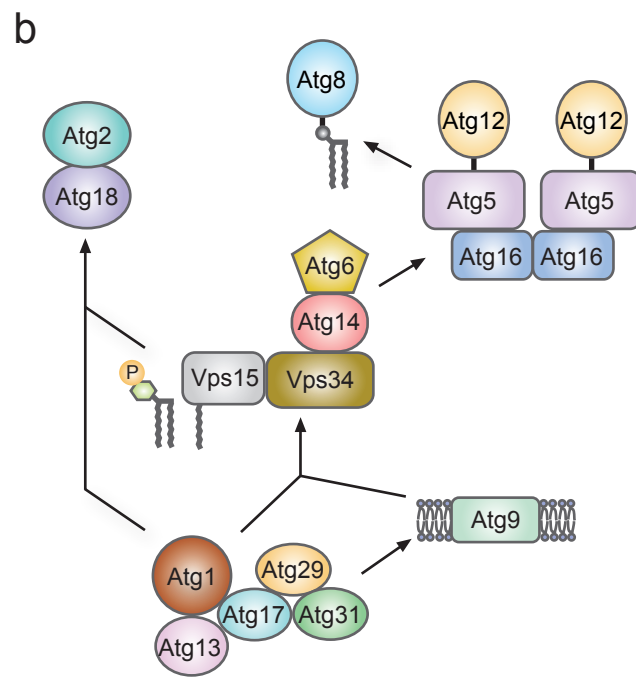 b
Atg8
Atg12
Atg12
Atg2
Atg18
Atg5
Atg5
Atg16
Atg16
Atg6
Atg14
P
Vps15
Vps34
Atg9
Atg1
Atg29
Atg17
Atg31
Atg13